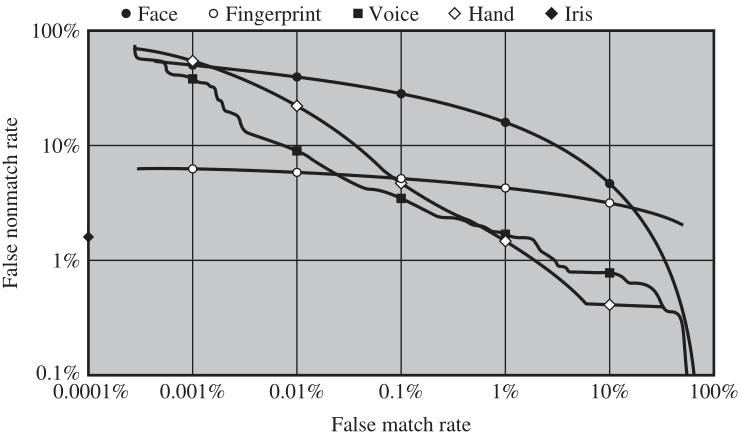 Face Fingerprint Voice Hand Iris
100%
10%
1%
0.1%
False nonmatch rate
0.0001% 0.001% 0.01% 0.1% 1% 10% 100%
False match rate